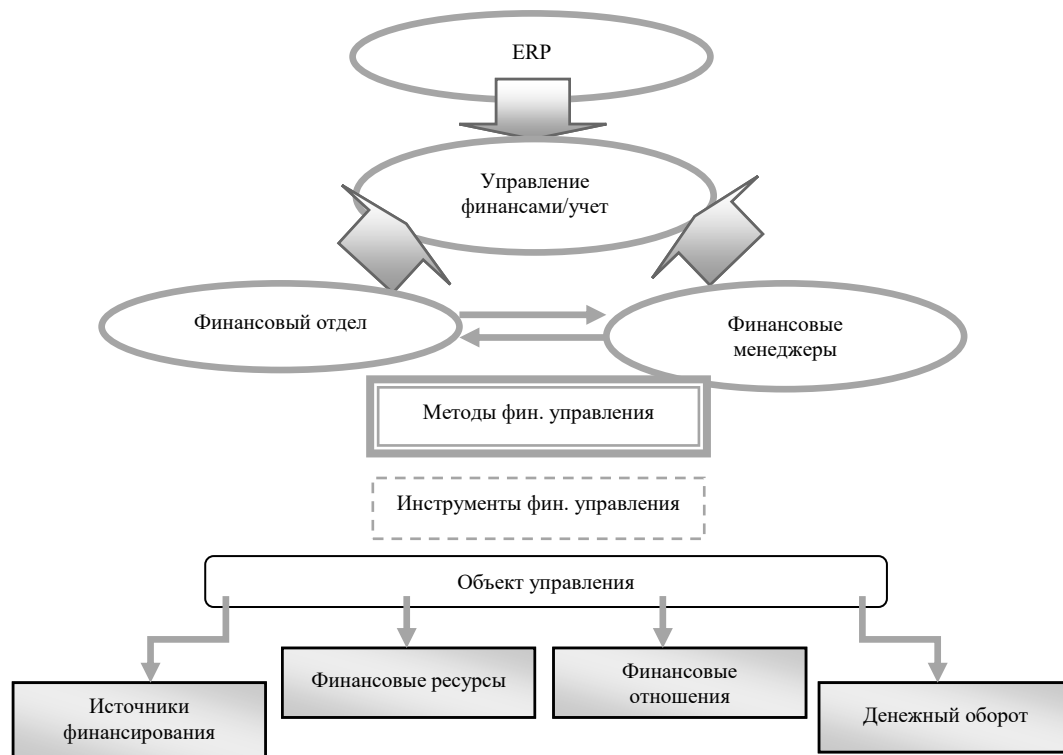 ERP
Управление
финансами/учет
Финансовый отдел
Финансовые
менеджеры
Методы фин. управления
Инструменты фин. управления
Объект управления
Источники
финансирования
Финансовые ресурсы
Финансовые
отношения
Денежный оборот